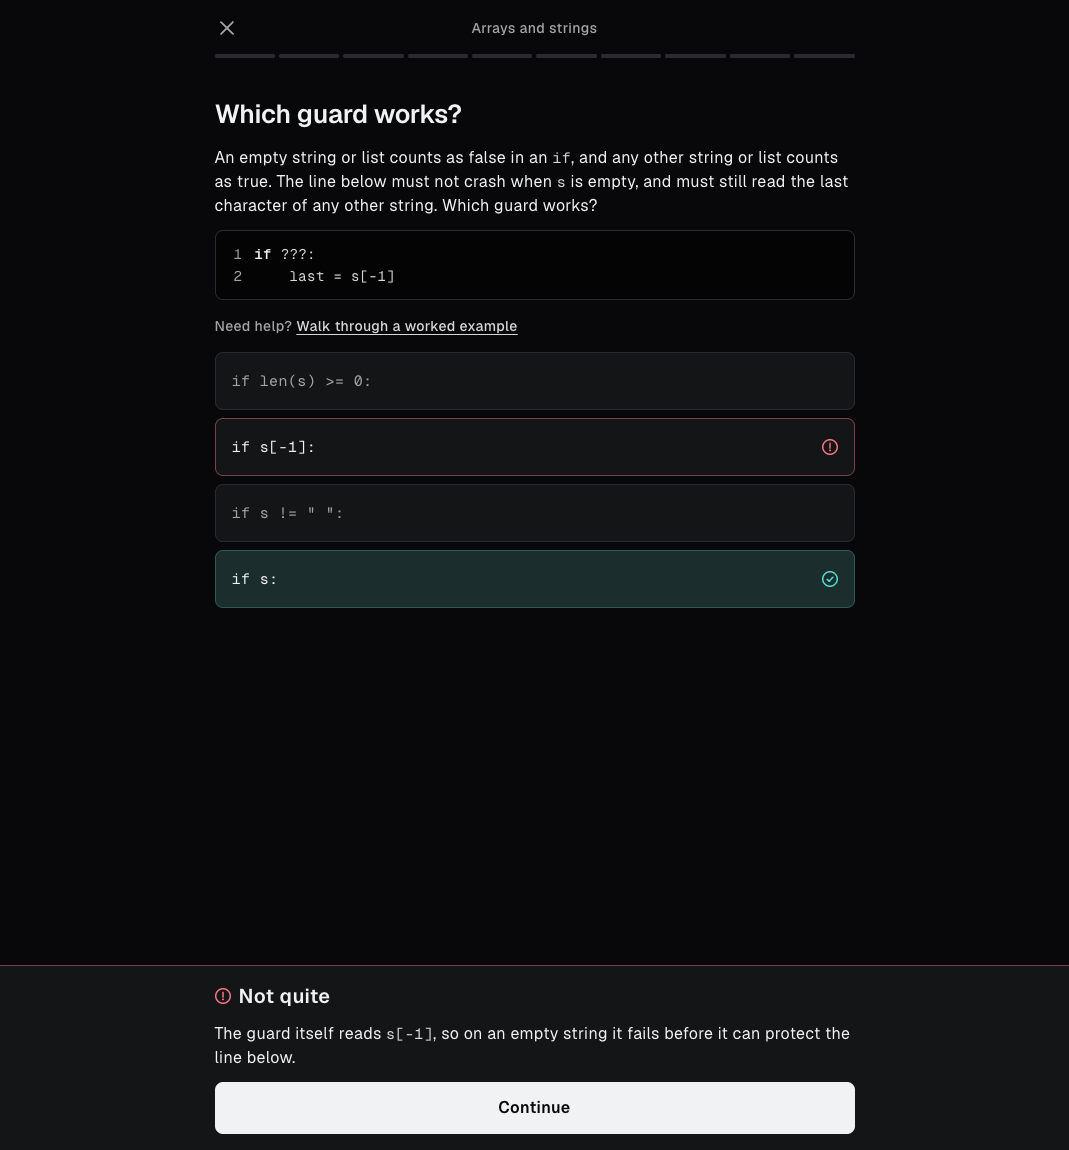 Arrays and strings
Which guard works?
An empty string or list counts as false in an if, and any other string or list counts
as true. The line below must not crash when s is empty, and must still read the last
character of any other string. Which guard works?
1 if ???:
2     last = s[-1]
Need help? Walk through a worked example
if len(s) >= 0:
if s[-1]:
if s != " ":
if s:
Not quite
The guard itself reads s[-1], so on an empty string it fails before it can protect the
line below.
Continue